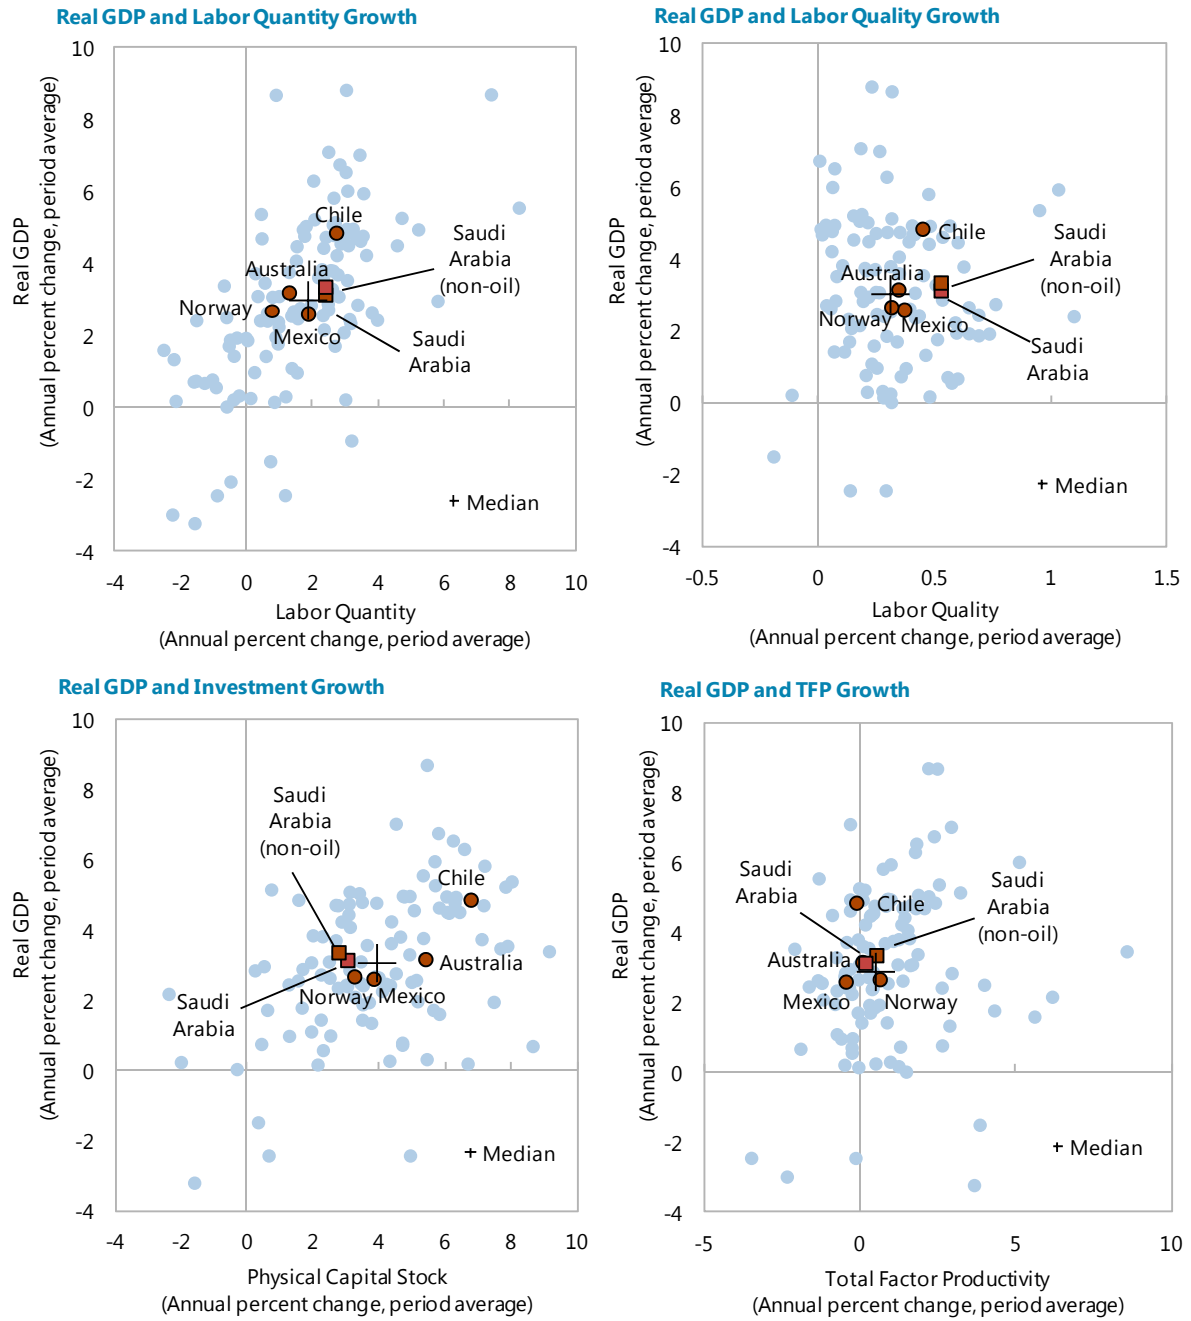 Real GDP and Labor Quantity Growth
10
8
6
4
2
0
-2
-4
-4
-2
0
2
4
6
8
10
Real GDP
(Annual percent change, period average)
Chile
Saudi
Arabia
(non-oil)
Australia
Norway
Mexico
Saudi
Arabia
+ Median
Labor Quantity
(Annual percent change, period average)
Real GDP and Labor Quality Growth
10
8
6
4
2
0
-2
-4
-0.5
0
0.5
1
1.5
Real GDP
(Annual percent change, period average)
Chile
Saudi
Arabia
(non-oil)
Australia
Norway
Mexico
Saudi
Arabia
+ Median
Labor Quality
(Annual percent change, period average)
Real GDP and Investment Growth
10
8
6
4
2
0
-2
-4
-4
-2
0
2
4
6
8
10
Real GDP
(Annual percent change, period average)
Saudi
Arabia
(non-oil)
Chile
Australia
Norway
Mexico
Saudi
Arabia
+ Median
Physical Capital Stock
(Annual percent change, period average)
Real GDP and TFP Growth
10
8
6
4
2
0
-2
-4
-5
0
5
10
Real GDP
(Annual percent change, period average)
Saudi
Arabia
Chile
Saudi
Arabia
(non-oil)
Australia
Mexico
Norway
+ Median
Total Factor Productivity
(Annual percent change, period average)